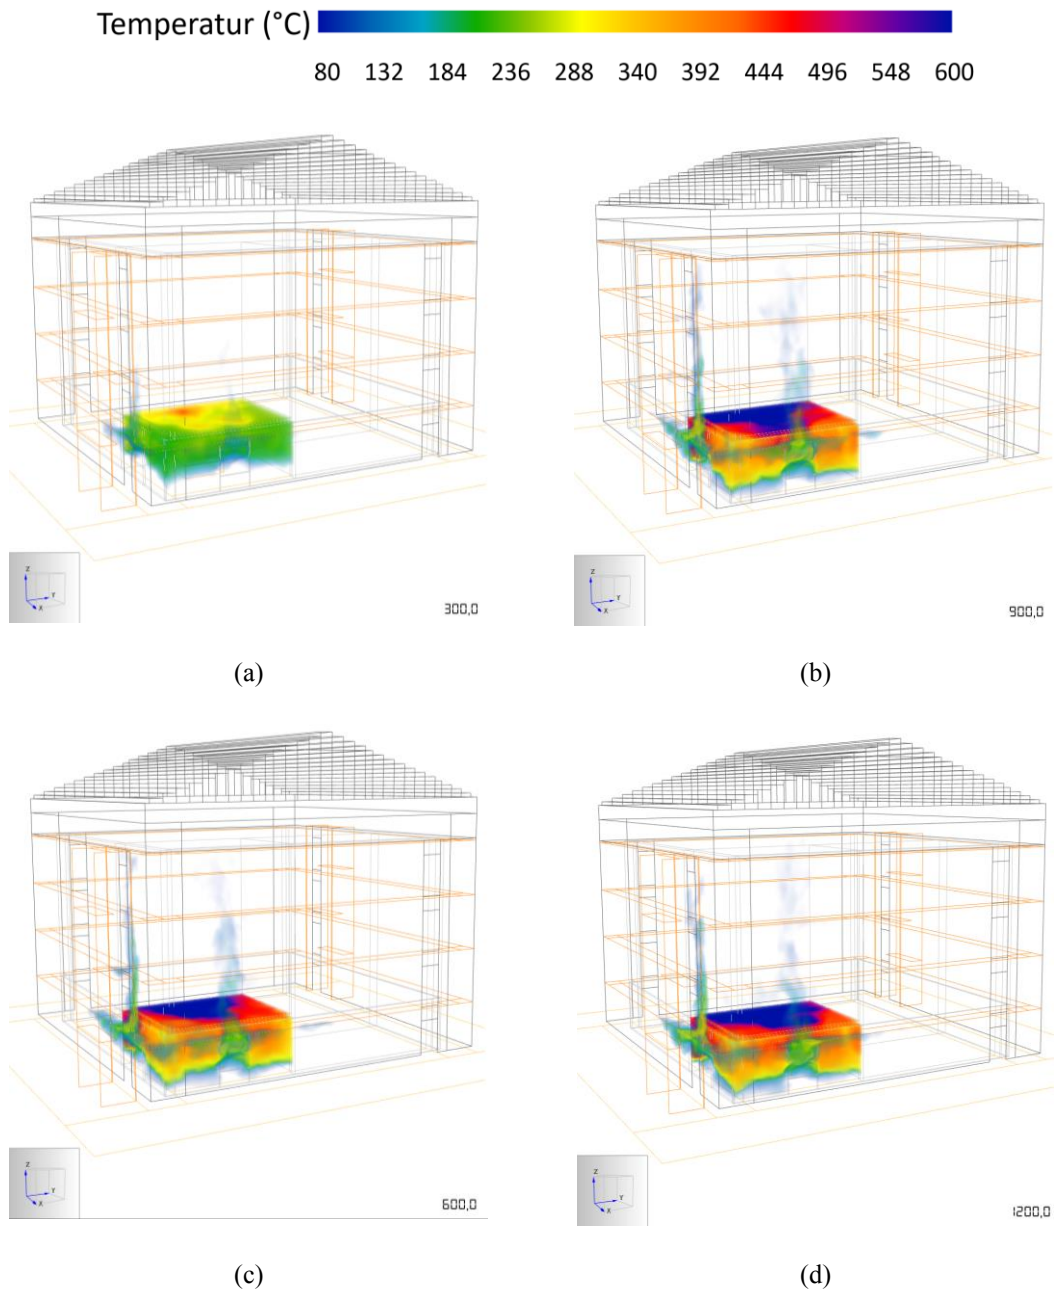 Temperatur (°C)
80 132 184 236 288 340 392 444 496 548 600
Z
Y
X
300,0
Z
Y
X
900,0
(a)
(b)
Z
Y
X
600,0
Z
Y
X
1200,0
(c)
(d)